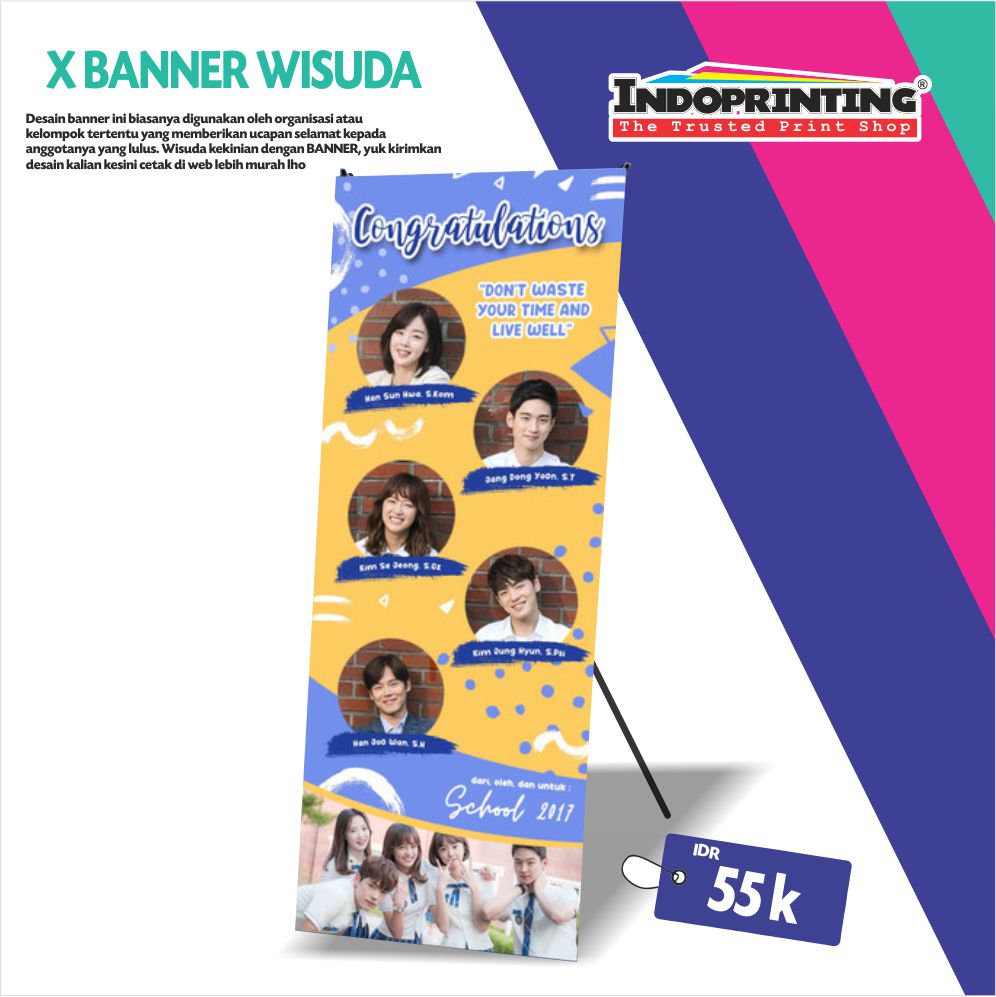 X BANNER WISUDA
Desain banner ini biasanya digunakan oleh organisasi atau
kelompok tertentu yang memberikan ucapan selamat kepada
anggotanya yang lulus. Wisuda kekinian dengan BANNER, yuk kirimkan
desain kalian kesini cetak di web lebih murah lho
INDOPRINTING®
The Trusted Print Shop
Congratulations
"DON'T WASTE
YOUR TIME AND
LIVE WELL"
Han Sun Hwa, S.Kom
Jang Dong Yoon, S.T
Kim Se Jeong, S.Gz
Kim Jung Hyun, S.Psi
Han Joo Wan, S.H
dari, oleh, dan untuk :
School 2017
IDR
55 k